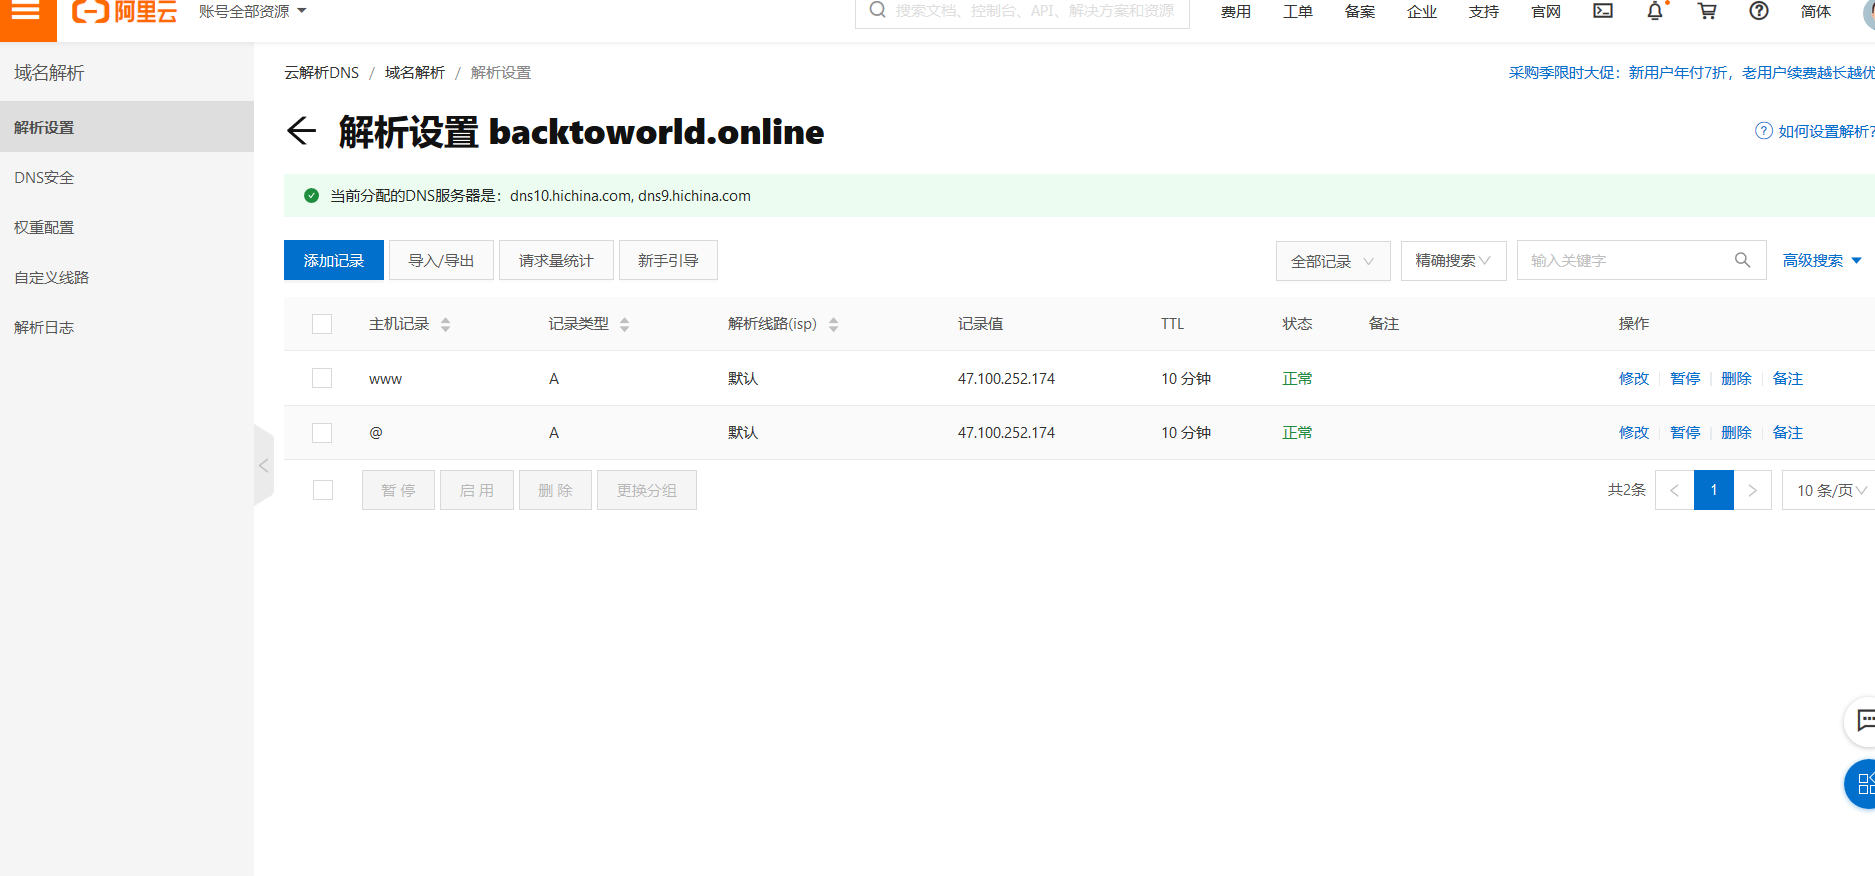 阿里云 账号全部资源 搜索文档、控制台、API、解决方案和资源 费用 工单 备案 企业 支持 官网 简体
域名解析
解析设置
DNS安全
权重配置
自定义线路
解析日志
云解析DNS / 域名解析 / 解析设置 采购季限时大促：新用户年付7折，老用户续费越长越优
解析设置 backtoworld.online 如何设置解析?
当前分配的DNS服务器是：dns10.hichina.com, dns9.hichina.com
添加记录 导入/导出 请求量统计 新手引导 全部记录 精确搜索 输入关键字 高级搜索
主机记录 记录类型 解析线路(isp) 记录值 TTL 状态 备注 操作
www A 默认 47.100.252.174 10 分钟 正常 修改 暂停 删除 备注
@ A 默认 47.100.252.174 10 分钟 正常 修改 暂停 删除 备注
暂 停 启 用 删 除 更换分组 共2条 < 1 > 10 条/页